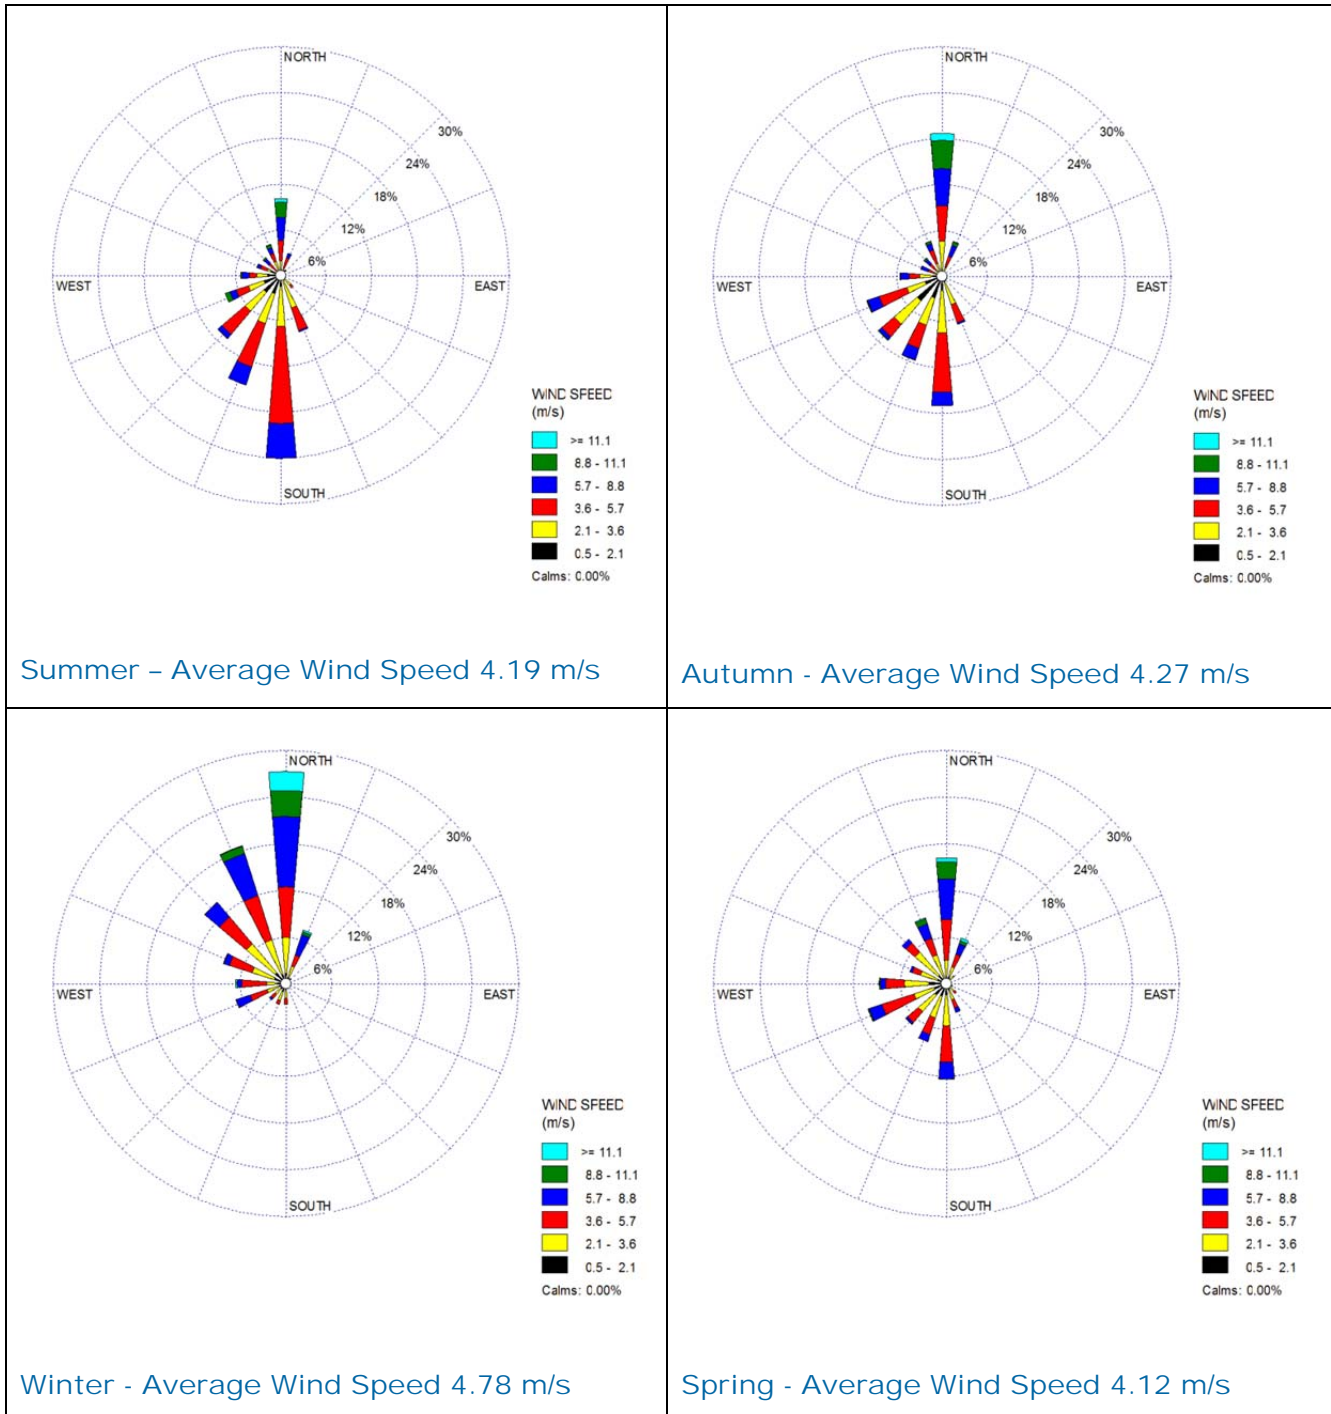 NORTH
30%
24%
18%
12%
6%
WEST
EAST
SOUTH
WIND SPEED
(m/s)
>= 11.1
8.8 - 11.1
5.7 - 8.8
3.6 - 5.7
2.1 - 3.6
0.5 - 2.1
Calms: 0.00%
Summer – Average Wind Speed 4.19 m/s
NORTH
30%
24%
18%
12%
6%
WEST
EAST
SOUTH
WIND SPEED
(m/s)
>= 11.1
8.8 - 11.1
5.7 - 8.8
3.6 - 5.7
2.1 - 3.6
0.5 - 2.1
Calms: 0.00%
Autumn - Average Wind Speed 4.27 m/s
NORTH
30%
24%
18%
12%
6%
WEST
EAST
SOUTH
WIND SPEED
(m/s)
>= 11.1
8.8 - 11.1
5.7 - 8.8
3.6 - 5.7
2.1 - 3.6
0.5 - 2.1
Calms: 0.00%
Winter - Average Wind Speed 4.78 m/s
NORTH
30%
24%
18%
12%
6%
WEST
EAST
SOUTH
WIND SPEED
(m/s)
>= 11.1
8.8 - 11.1
5.7 - 8.8
3.6 - 5.7
2.1 - 3.6
0.5 - 2.1
Calms: 0.00%
Spring - Average Wind Speed 4.12 m/s